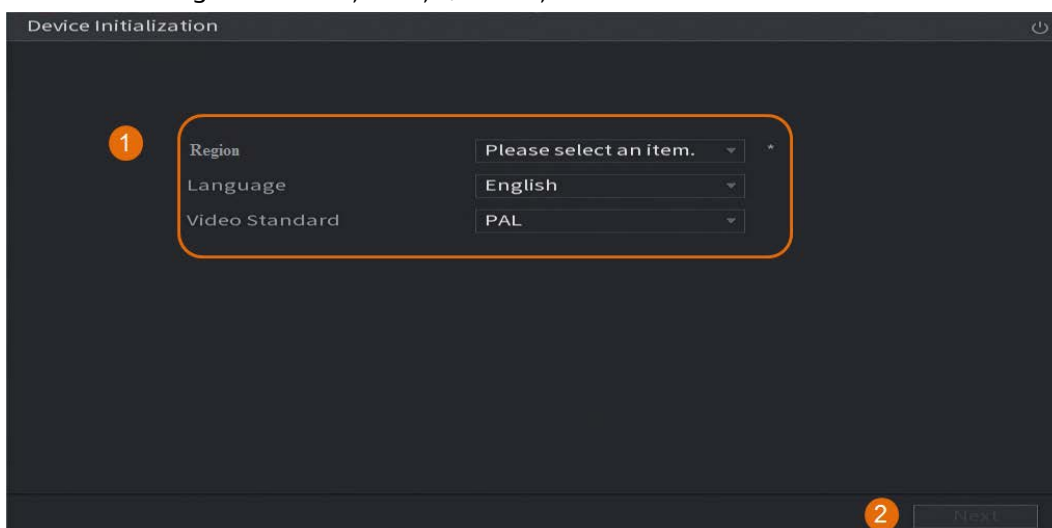 Device Initialization
1
Region Please select an item. *
Language English
Video Standard PAL
2 Next